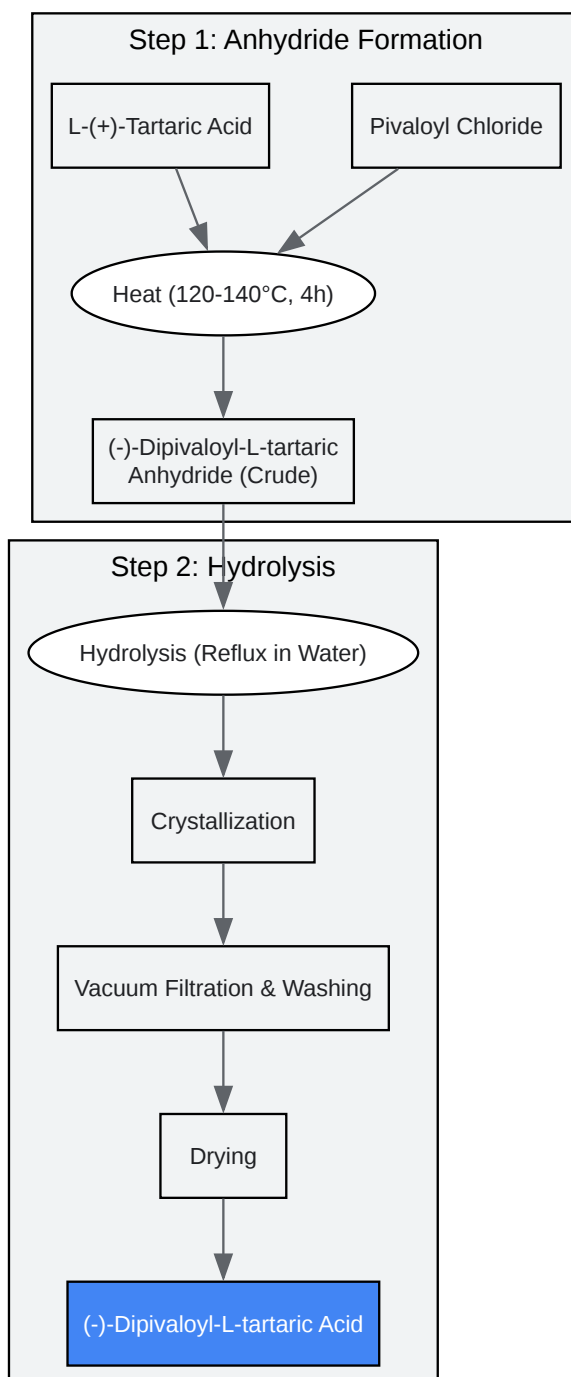 Step 1: Anhydride Formation
L-(+)-Tartaric Acid
Pivaloyl Chloride
Heat (120-140°C, 4h)
(-)-Dipivaloyl-L-tartaric
Anhydride (Crude)
Step 2: Hydrolysis
Hydrolysis (Reflux in Water)
Crystallization
Vacuum Filtration & Washing
Drying
(-)-Dipivaloyl-L-tartaric Acid